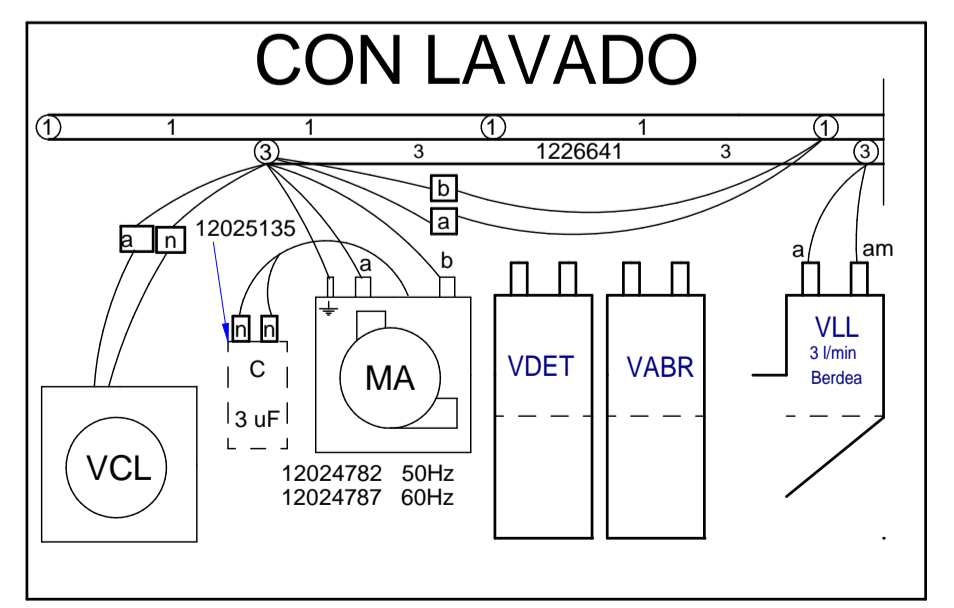 CON LAVADO
1 1 1 1 1 1
3 3 1226641 3 3
b
a
a n
12025135
a b
a am
n n
C
3 uF
MA
VCL
VDET
VABR
VLL
3 l/min
Berdea
12024782 50Hz
12024787 60Hz